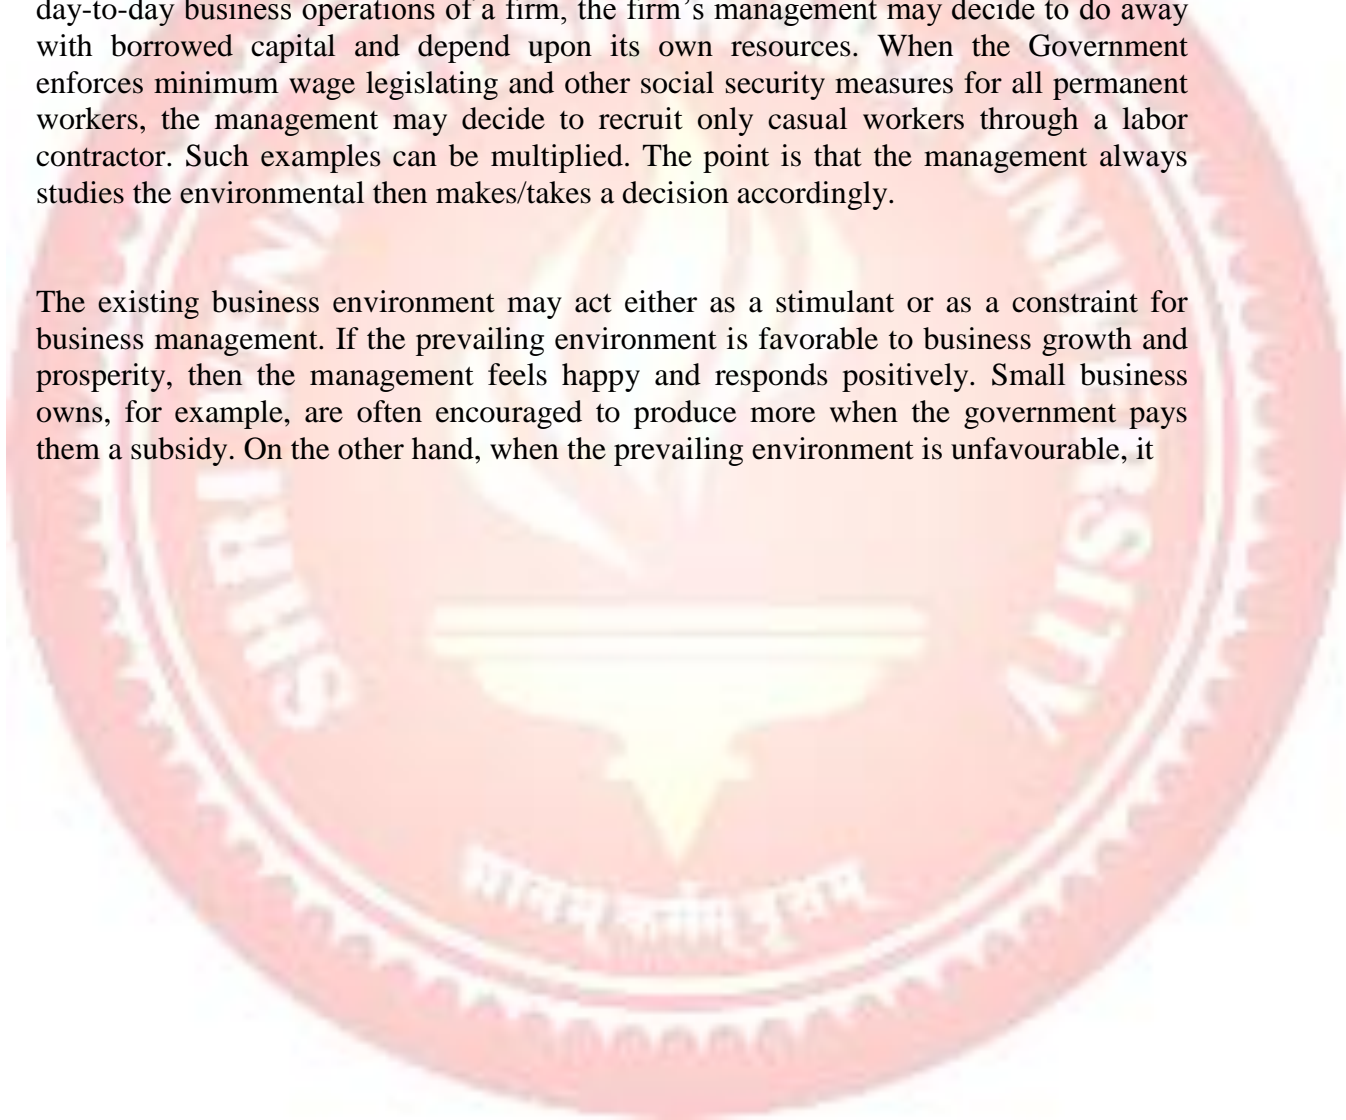 day-to-day business operations of a firm, the firm's management may decide to do away
with borrowed capital and depend upon its own resources. When the Government
enforces minimum wage legislating and other social security measures for all permanent
workers, the management may decide to recruit only casual workers through a labor
contractor. Such examples can be multiplied. The point is that the management always
studies the environmental then makes/takes a decision accordingly.
The existing business environment may act either as a stimulant or as a constraint for
business management. If the prevailing environment is favorable to business growth and
prosperity, then the management feels happy and responds positively. Small business
owns, for example, are often encouraged to produce more when the government pays
them a subsidy. On the other hand, when the prevailing environment is unfavourable, it
SHRI VEN UNIVERSITY